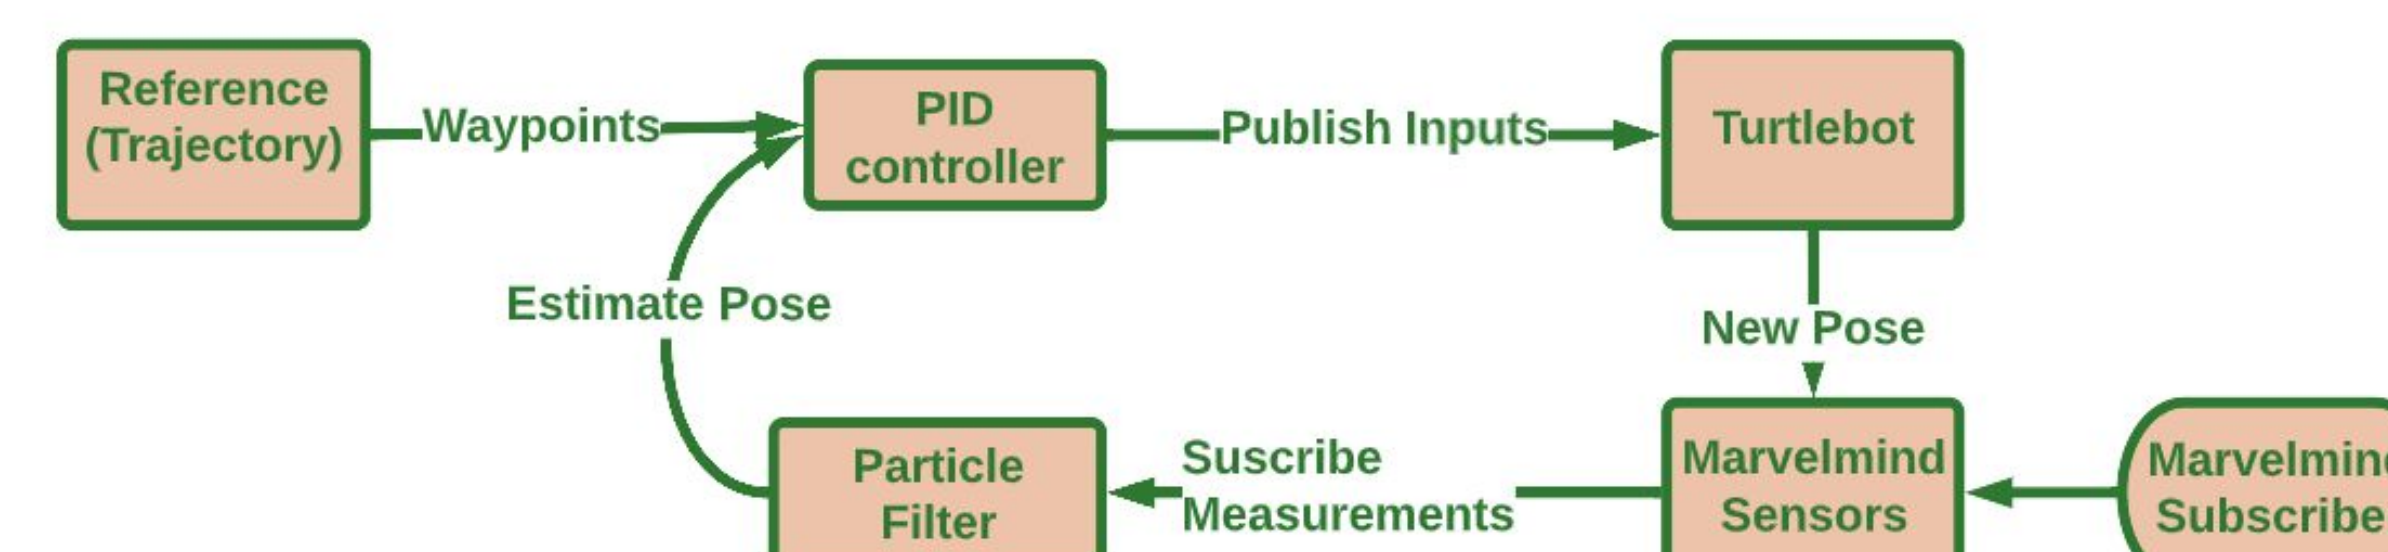 Reference
(Trajectory)
Waypoints
PID
controller
Publish Inputs
Turtlebot
Estimate Pose
New Pose
Particle
Filter
Suscribe
Measurements
Marvelmind
Sensors